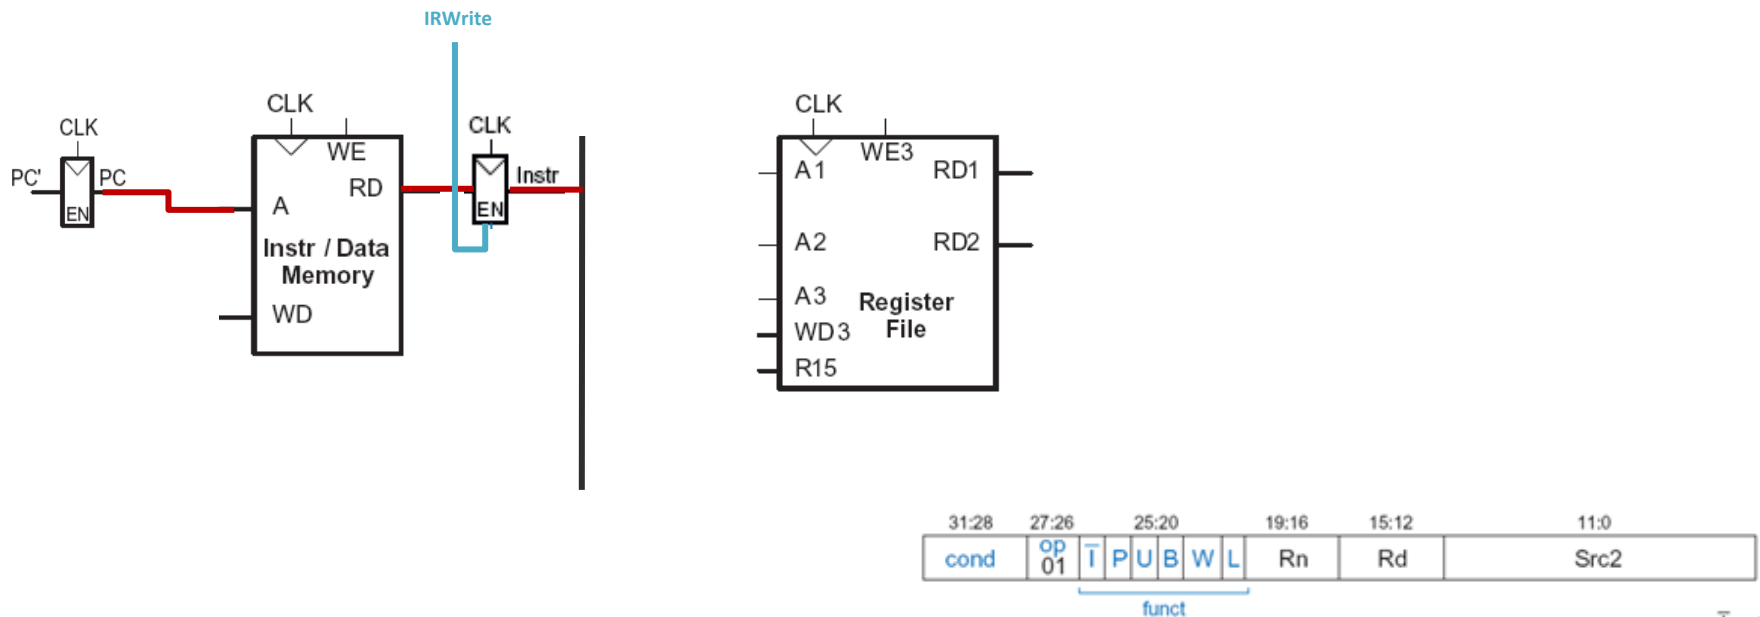 IRWrite
CLK
CLK
CLK
CLK
PC'
PC
EN
WE
RD
A
Instr / Data
Memory
WD
EN
Instr
WE3
A1
RD1
A2
RD2
A3
Register
File
WD3
R15
31:28
27:26
25:20
19:16
15:12
11:0
cond
op
01
I P U B W L
Rn
Rd
Src2
funct